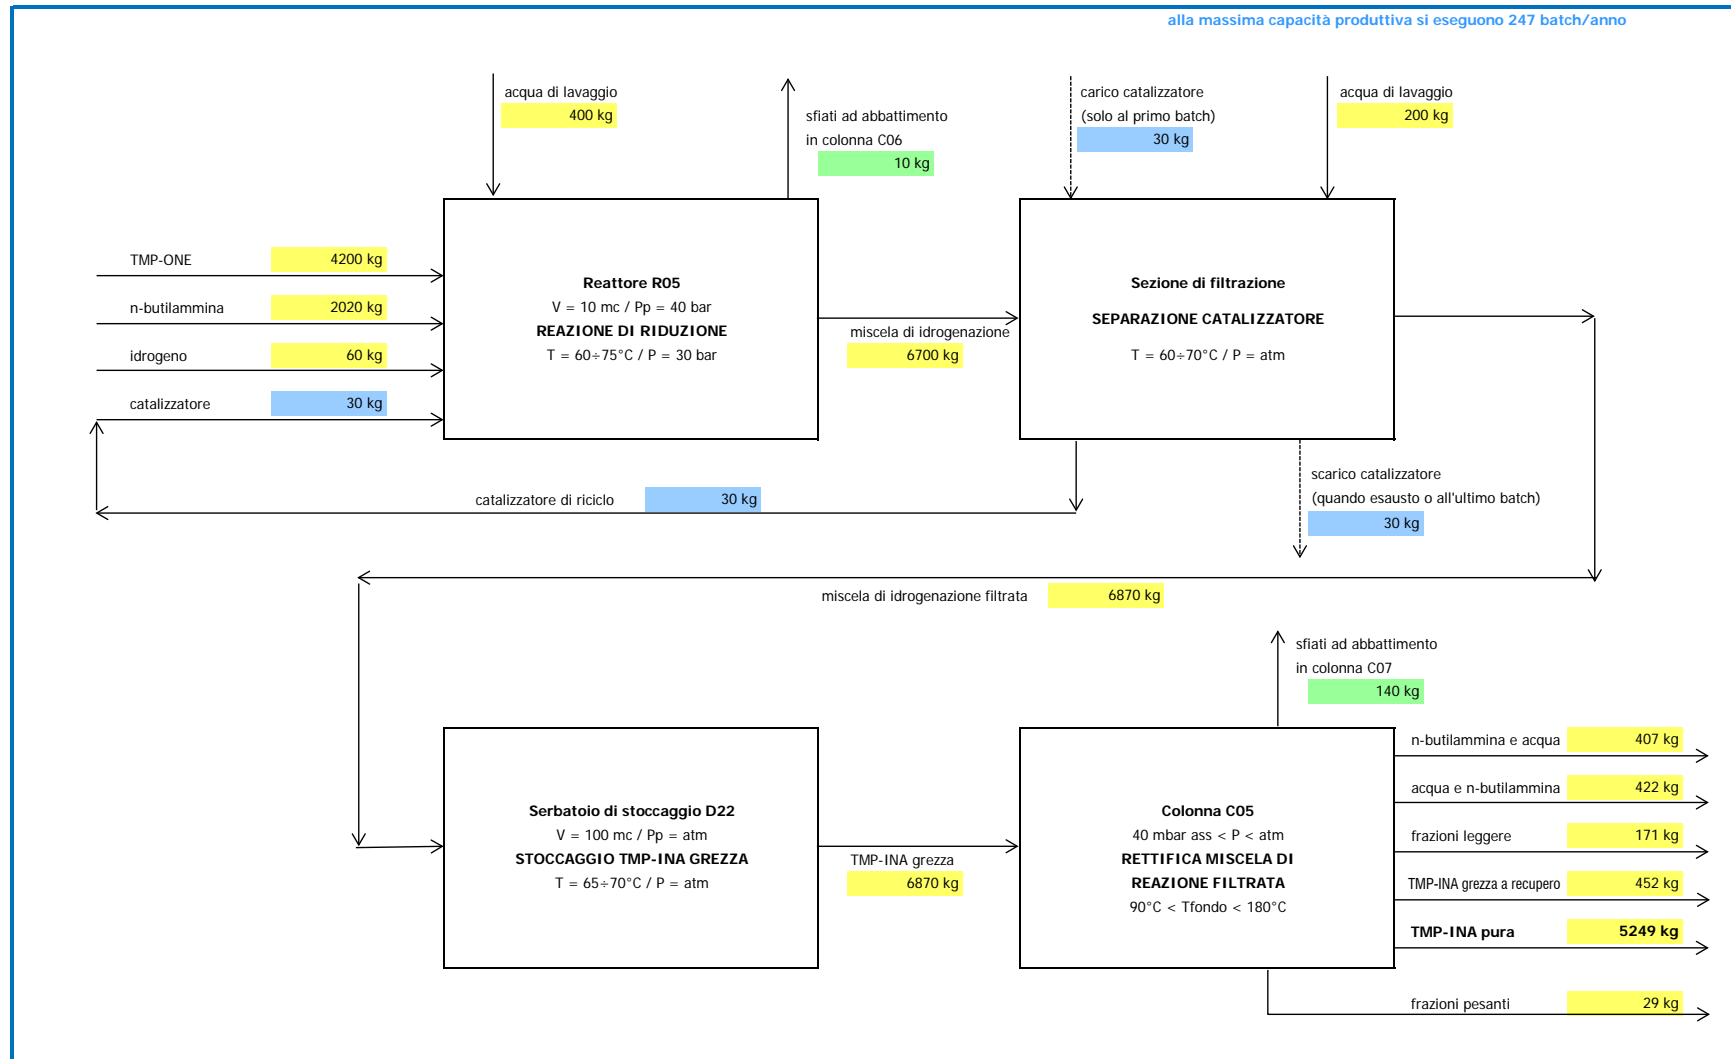 alla massima capacità produttiva si eseguono 247 batch/anno
acqua di lavaggio
400 kg
sfiati ad abbattimento
in colonna C06
10 kg
carico catalizzatore
(solo al primo batch)
30 kg
acqua di lavaggio
200 kg
TMP-ONE
4200 kg
n-butilammina
2020 kg
idrogeno
60 kg
catalizzatore
30 kg
Reattore R05
V = 10 mc / Pp = 40 bar
REAZIONE DI RIDUZIONE
T = 60÷75°C / P = 30 bar
miscela di idrogenazione
6700 kg
Sezione di filtrazione
SEPARAZIONE CATALIZZATORE
T = 60÷70°C / P = atm
catalizzatore di riciclo
30 kg
scarico catalizzatore
(quando esausto o all'ultimo batch)
30 kg
miscela di idrogenazione filtrata
6870 kg
sfiati ad abbattimento
in colonna C07
140 kg
Serbatoio di stoccaggio D22
V = 100 mc / Pp = atm
STOCCAGGIO TMP-INA GREZZA
T = 65÷70°C / P = atm
TMP-INA grezza
6870 kg
Colonna C05
40 mbar ass < P < atm
RETTIFICA MISCELA DI
REAZIONE FILTRATA
90°C < Tfondo < 180°C
n-butilammina e acqua
407 kg
acqua e n-butilammina
422 kg
frazioni leggere
171 kg
TMP-INA grezza a recupero
452 kg
TMP-INA pura
5249 kg
frazioni pesanti
29 kg